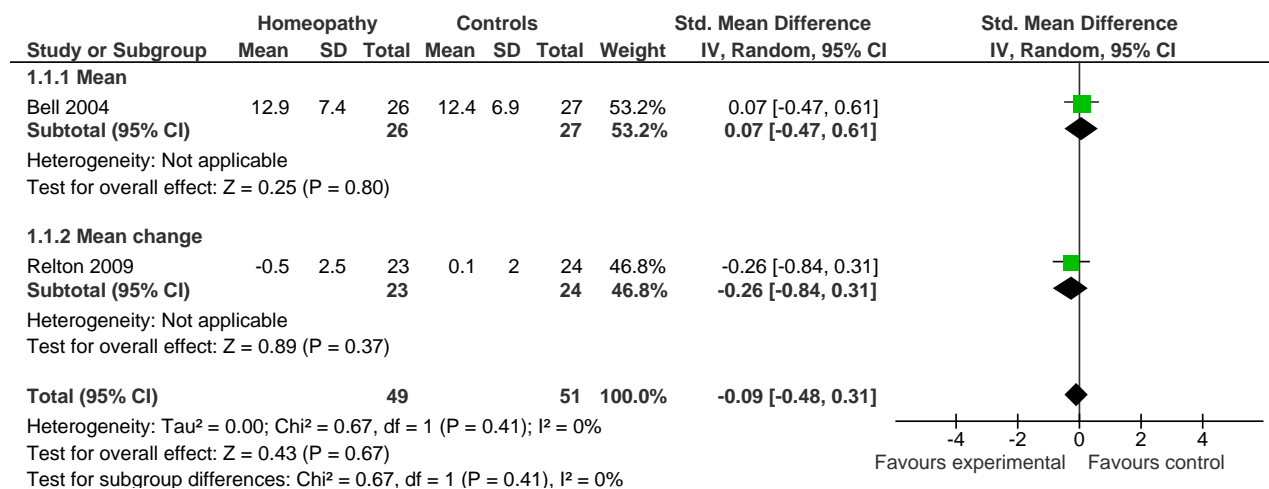 Homeopathy Controls Std. Mean Difference Std. Mean Difference
Study or Subgroup Mean SD Total Mean SD Total Weight IV, Random, 95% CI IV, Random, 95% CI
1.1.1 Mean
Bell 2004 12.9 7.4 26 12.4 6.9 27 53.2% 0.07 [-0.47, 0.61]
Subtotal (95% CI) 26 27 53.2% 0.07 [-0.47, 0.61]
Heterogeneity: Not applicable
Test for overall effect: Z = 0.25 (P = 0.80)
1.1.2 Mean change
Relton 2009 -0.5 2.5 23 0.1 2 24 46.8% -0.26 [-0.84, 0.31]
Subtotal (95% CI) 23 24 46.8% -0.26 [-0.84, 0.31]
Heterogeneity: Not applicable
Test for overall effect: Z = 0.89 (P = 0.37)
Total (95% CI) 49 51 100.0% -0.09 [-0.48, 0.31]
Heterogeneity: Tau² = 0.00; Chi² = 0.67, df = 1 (P = 0.41); I² = 0%
Test for overall effect: Z = 0.43 (P = 0.67)
Test for subgroup differences: Chi² = 0.67, df = 1 (P = 0.41), I² = 0%
-4 -2 0 2 4
Favours experimental Favours control